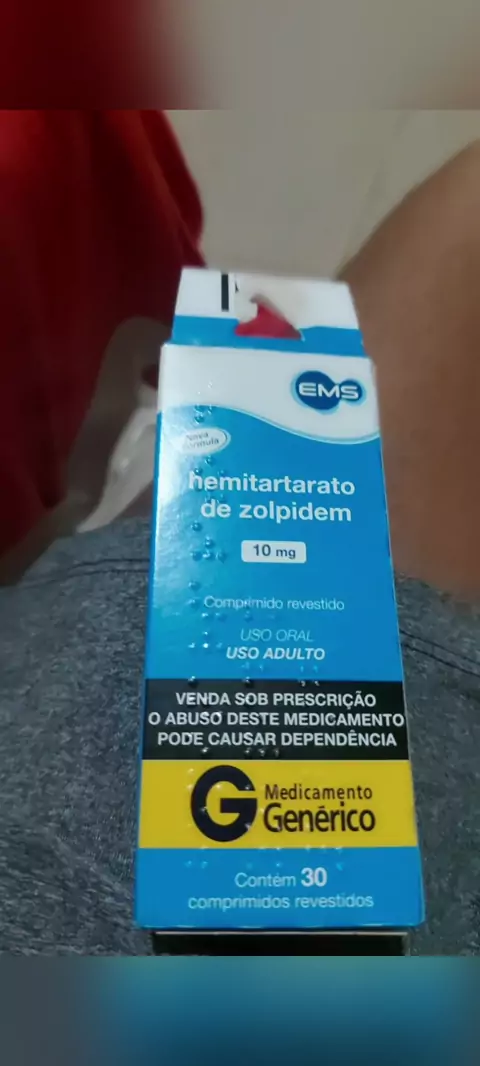 EMS
Nova
Fórmula
hemitartarato
de zolpidem
10 mg
Comprimido revestido
USO ORAL
USO ADULTO
VENDA SOB PRESCRIÇÃO
O ABUSO DESTE MEDICAMENTO
PODE CAUSAR DEPENDÊNCIA
G Medicamento
Genérico
Contém 30
comprimidos revestidos